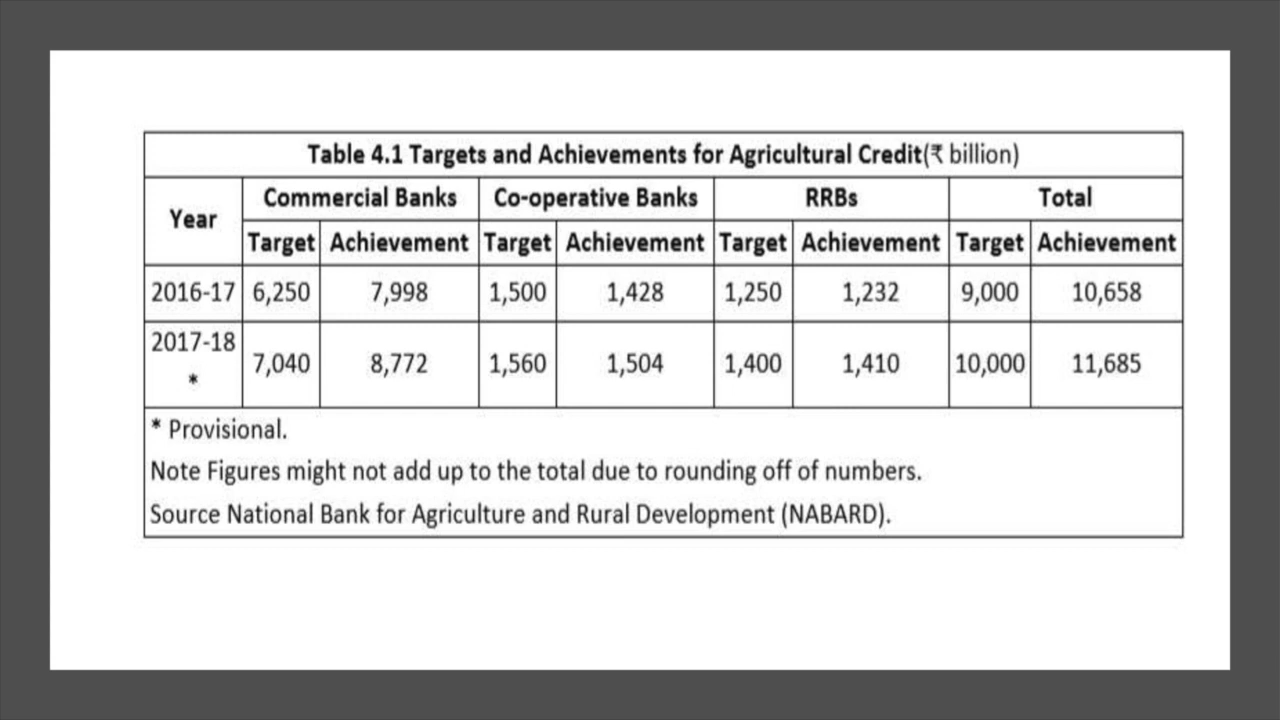 Table 4.1 Targets and Achievements for Agricultural Credit(₹ billion)
Year Commercial Banks Co-operative Banks RRBs Total
Target Achievement Target Achievement Target Achievement Target Achievement
2016-17 6,250 7,998 1,500 1,428 1,250 1,232 9,000 10,658
2017-18 * 7,040 8,772 1,560 1,504 1,400 1,410 10,000 11,685
* Provisional.
Note Figures might not add up to the total due to rounding off of numbers.
Source National Bank for Agriculture and Rural Development (NABARD).